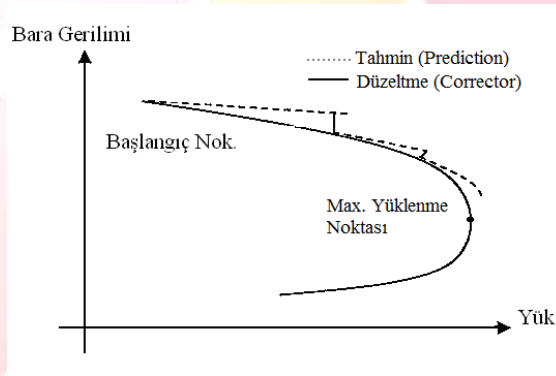 Bara Gerilimi
Tahmin (Prediction)
Düzeltme (Corrector)
Başlangıç Nok.
Max. Yüklenme
Noktası
Yük